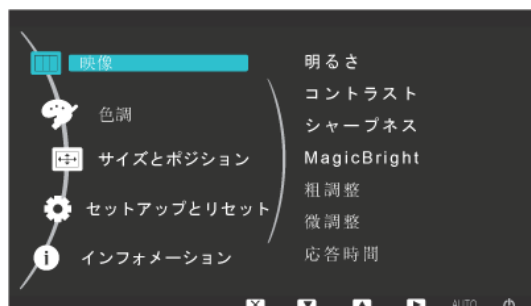 映像
色調
サイズとポジション
セットアップとリセット
インフォメーション
明るさ
コントラスト
シャープネス
MagicBright
粗調整
微調整
応答時間
AUTO